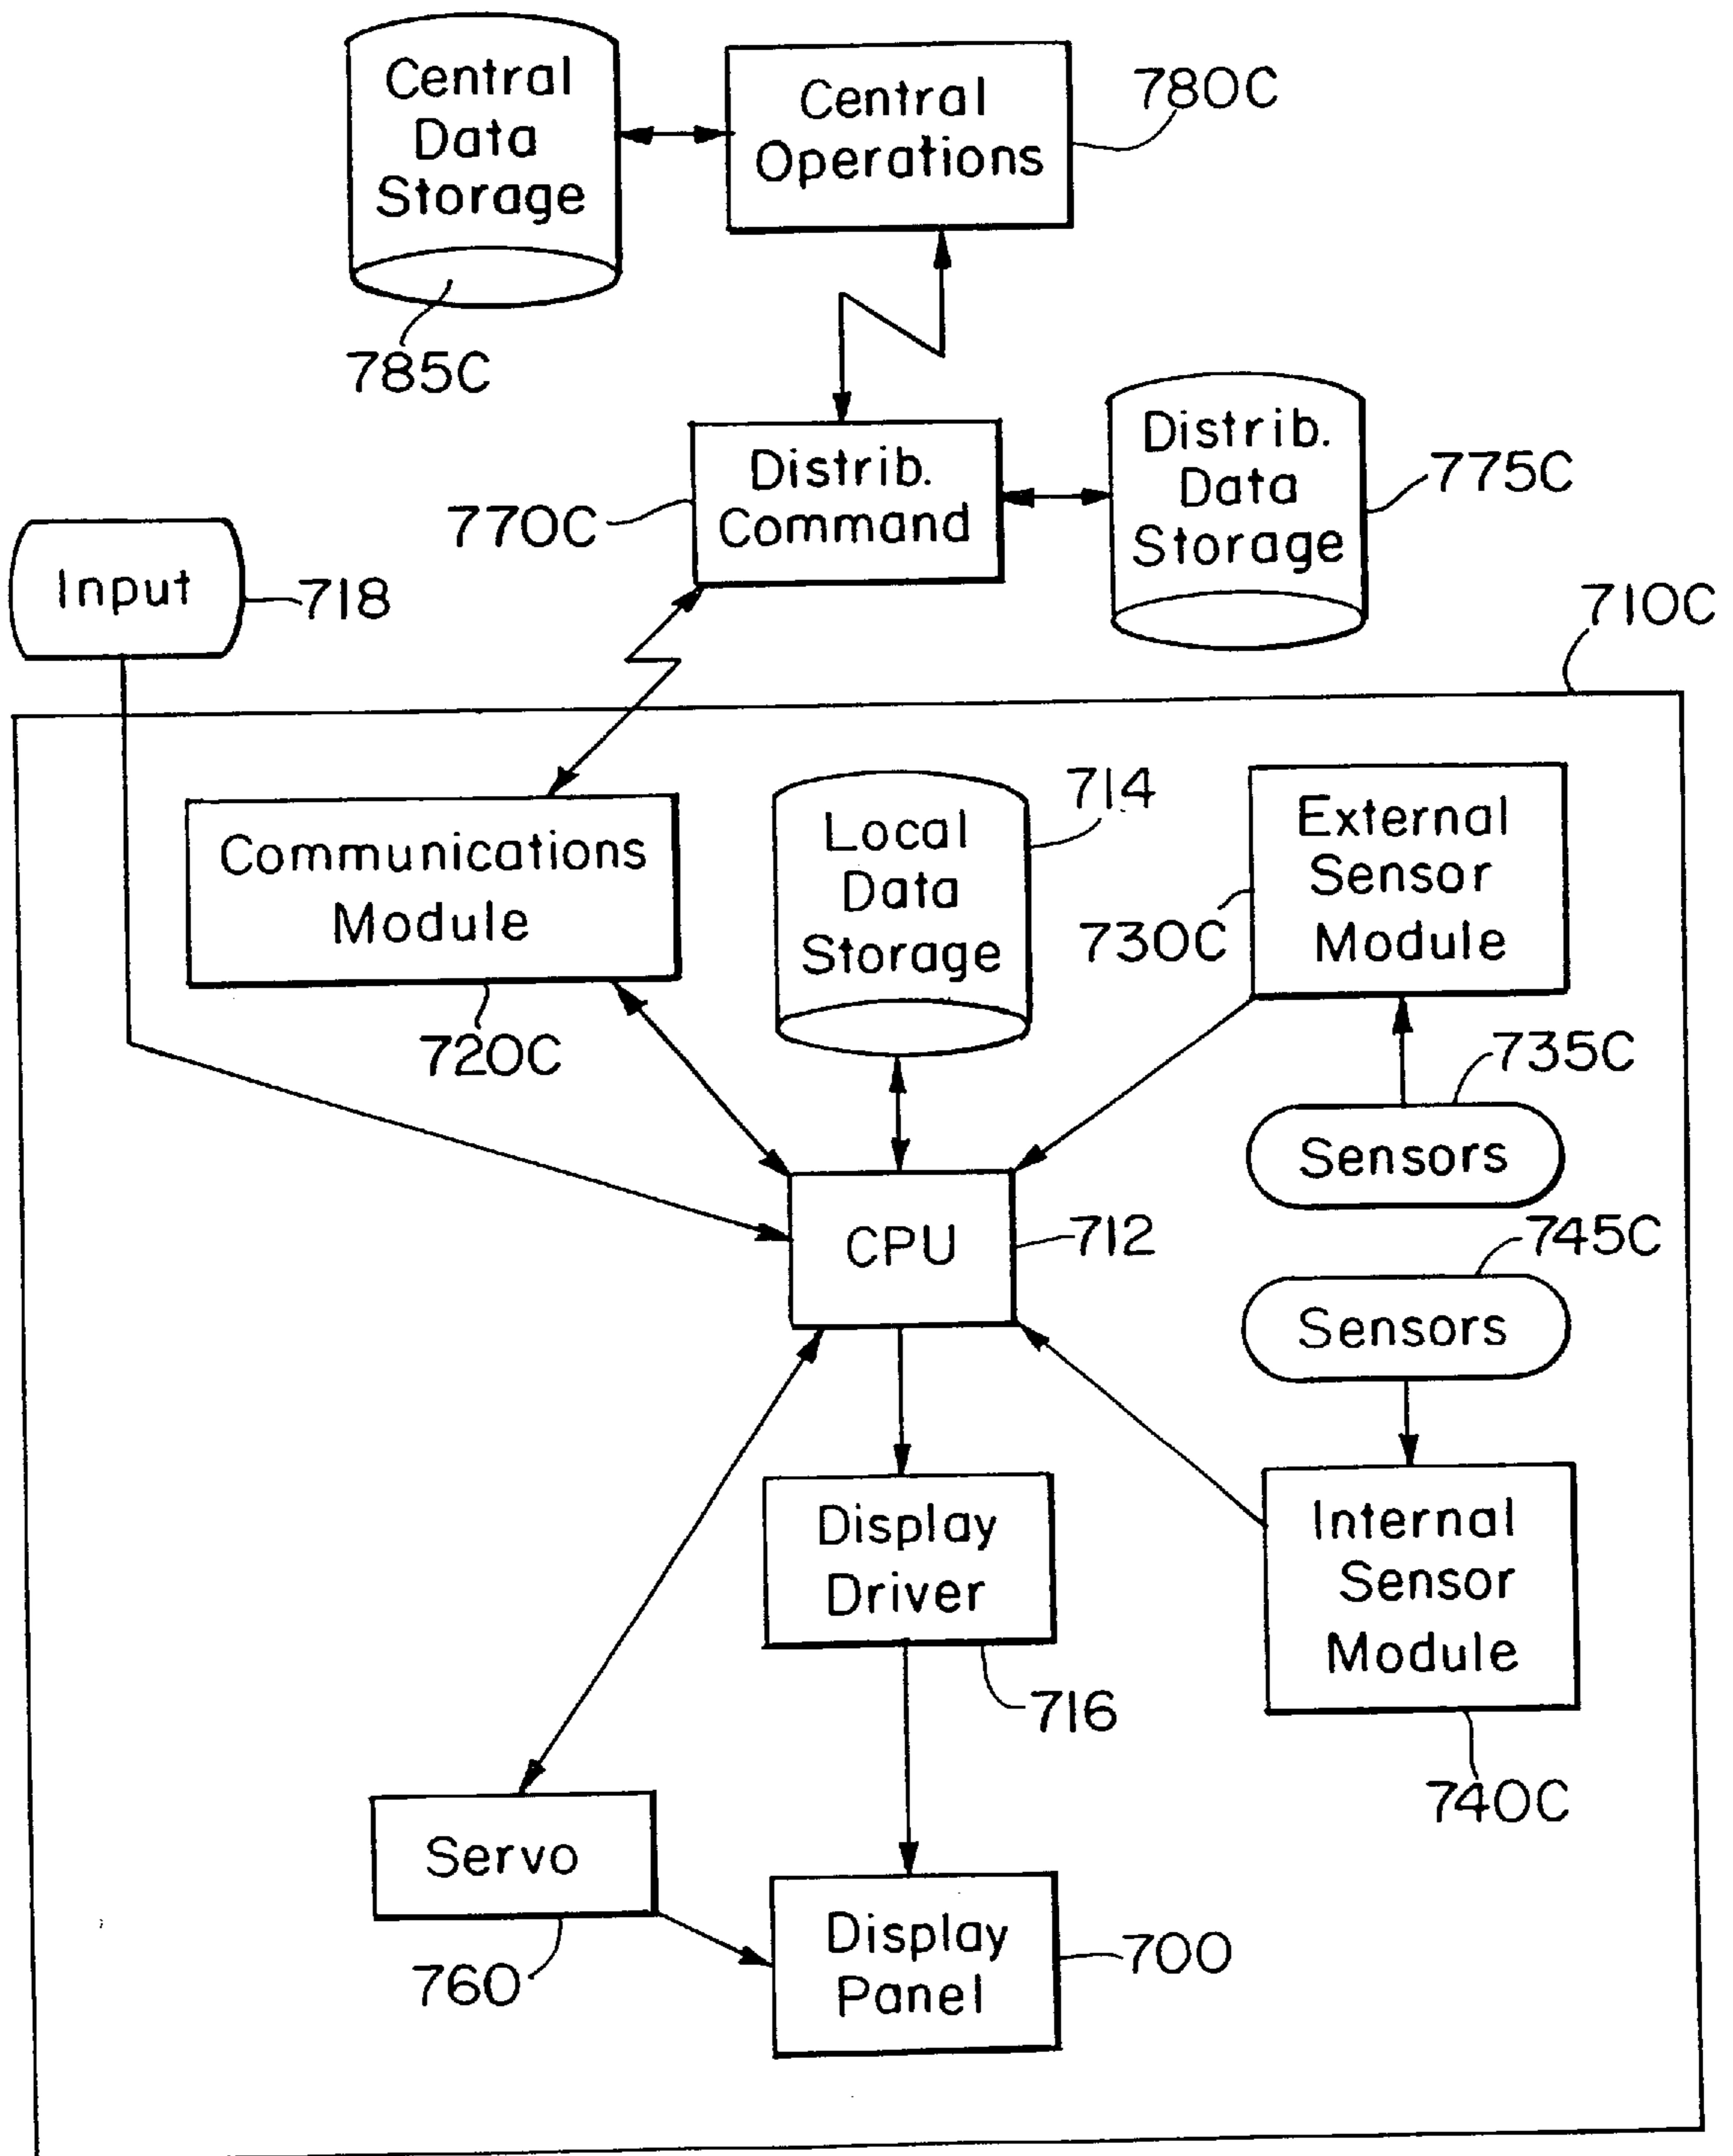 Central
Data
Storage
785C
Central
Operations
780C
Distrib.
Command
770C
Distrib.
Data
Storage
775C
Input
718
710C
Communications
Module
720C
Local
Data
Storage
714
External
Sensor
Module
730C
Sensors
735C
CPU
712
Sensors
745C
Display
Driver
716
Internal
Sensor
Module
740C
Servo
760
Display
Panel
700